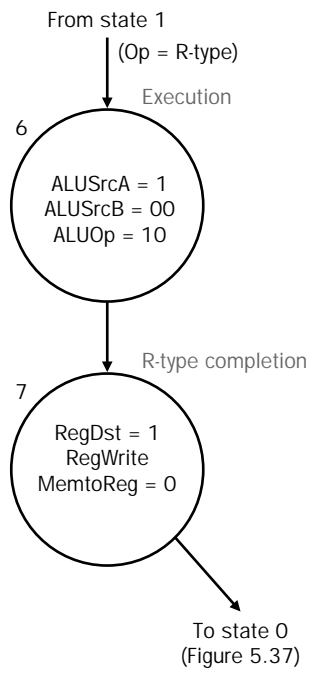 From state 1
(Op = R-type)
Execution
6
ALUSrcA = 1
ALUSrcB = 00
ALUOp = 10
R-type completion
7
RegDst = 1
RegWrite
MemtoReg = 0
To state 0
(Figure 5.37)